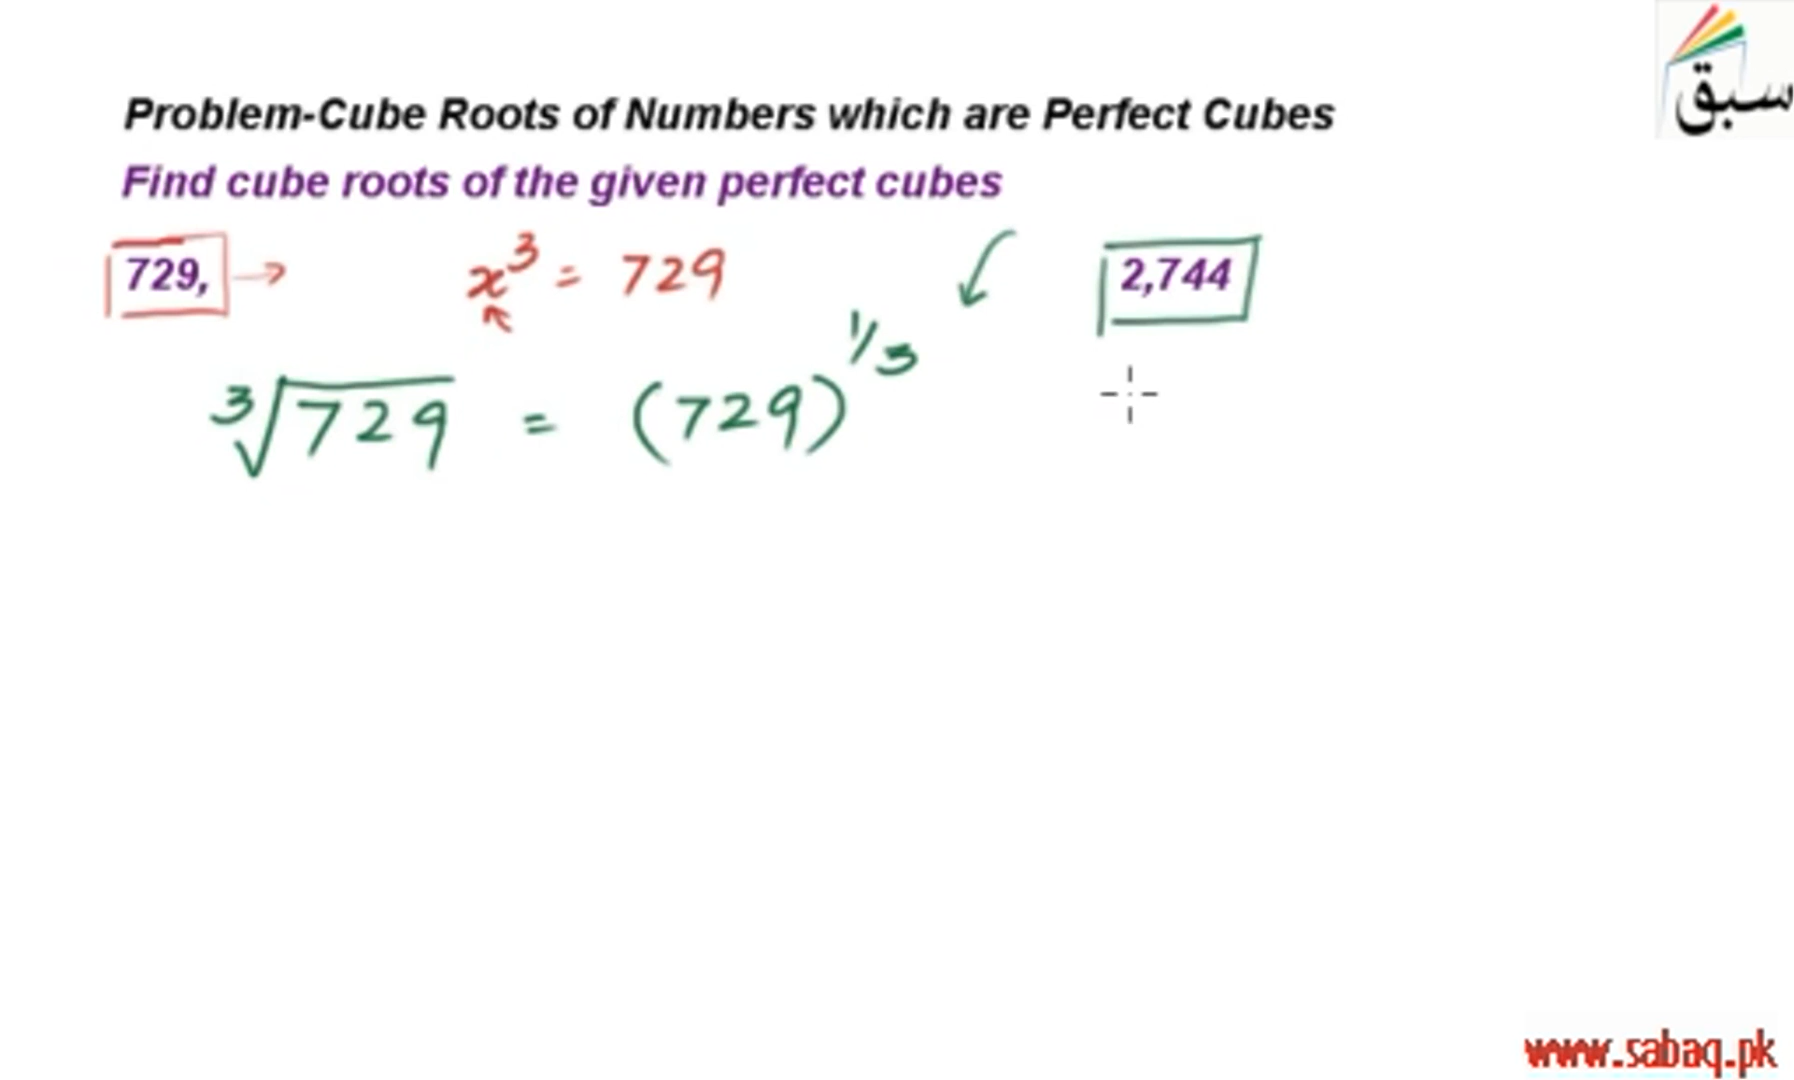 سبق
Problem-Cube Roots of Numbers which are Perfect Cubes
Find cube roots of the given perfect cubes
729, → x³ = 729 2,744
∛729 = (729)^1/3
www.sabaq.pk